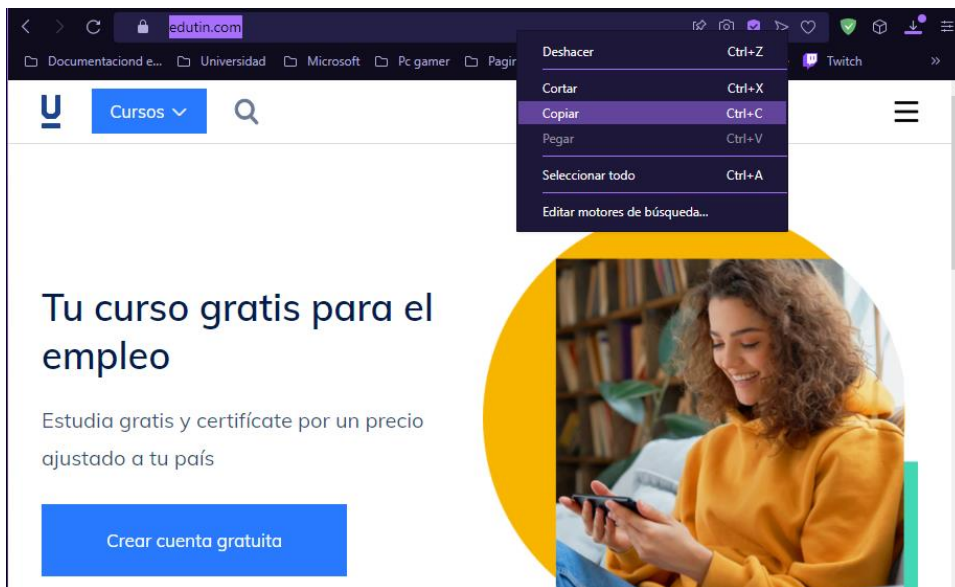 edutin.com
Documentaciond e... Universidad Microsoft Pc gamer Pagir Twitch
Deshacer Ctrl+Z
Cortar Ctrl+X
Copiar Ctrl+C
Pegar Ctrl+V
Seleccionar todo Ctrl+A
Editar motores de búsqueda...
U Cursos
Tu curso gratis para el
empleo
Estudia gratis y certifícate por un precio
ajustado a tu país
Crear cuenta gratuita